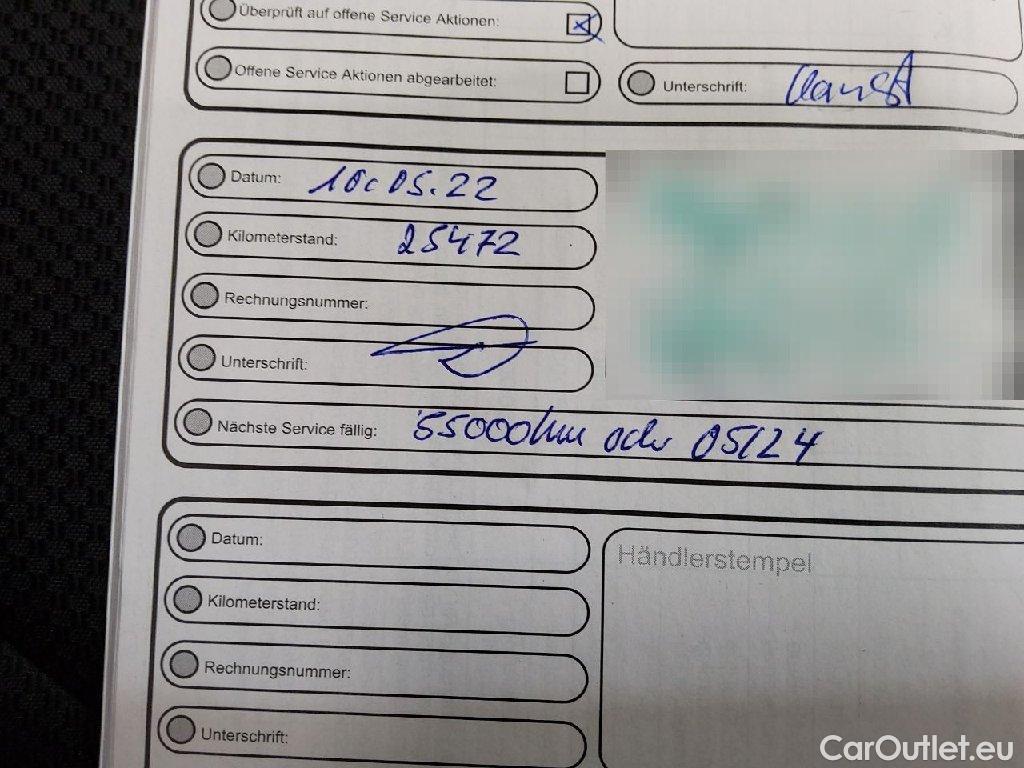 Überprüft auf offene Service Aktionen:
Offene Service Aktionen abgearbeitet:
Unterschrift:
Datum: 10.05.22
Kilometerstand: 25472
Rechnungsnummer:
Unterschrift:
Nächste Service fällig: 55000km oder 05/24
Datum:
Händlerstempel
Kilometerstand:
Rechnungsnummer:
Unterschrift:
CarOutlet.eu